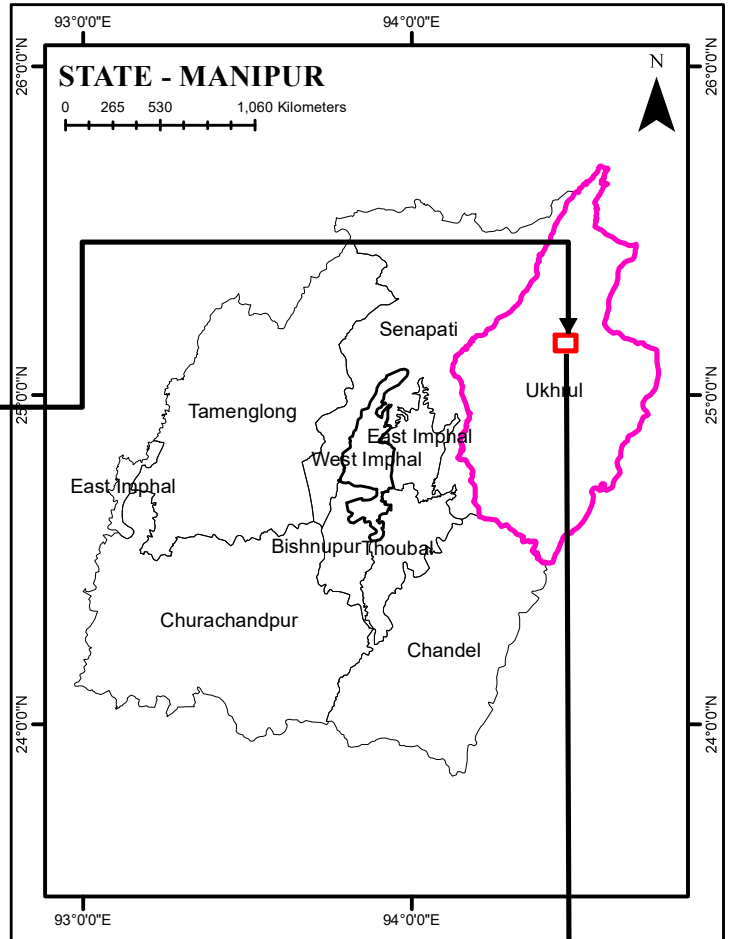 93°0'0"E 94°0'0"E
26°0'0"N 26°0'0"N
STATE - MANIPUR
N
0 265 530 1,060 Kilometers
Senapati
Ukhrul
25°0'0"N 25°0'0"N
Tamenglong
East Imphal
West Imphal
East Imphal
Bishnupur
Thoubal
Churachandpur
Chandel
24°0'0"N 24°0'0"N
93°0'0"E 94°0'0"E